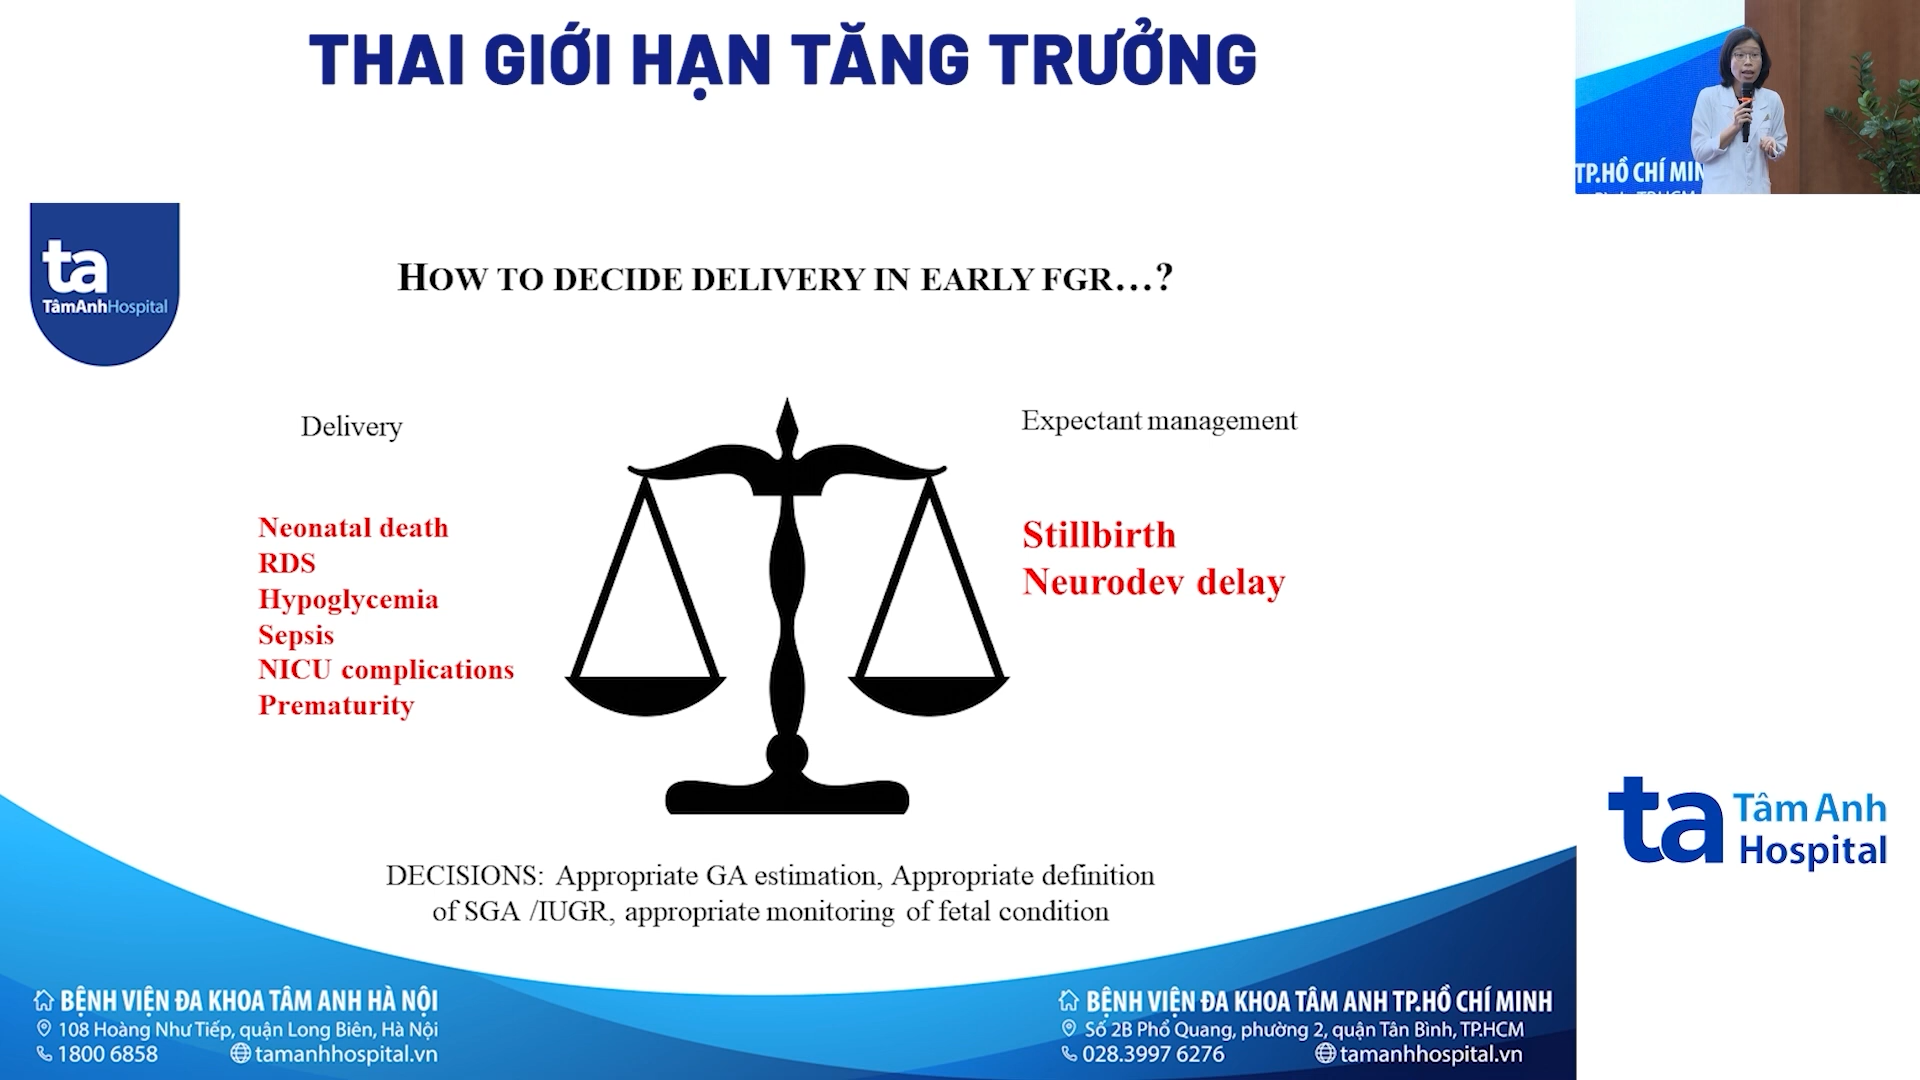 THAI GIỚI HẠN TĂNG TRƯỞNG
TP.HỒ CHÍ MIN
ta
TâmAnhHospital
HOW TO DECIDE DELIVERY IN EARLY FGR…?
Delivery
Expectant management
Neonatal death
RDS
Hypoglycemia
Sepsis
NICU complications
Prematurity
Stillbirth
Neurodev delay
ta Tâm Anh
Hospital
DECISIONS: Appropriate GA estimation, Appropriate definition
of SGA /IUGR, appropriate monitoring of fetal condition
BỆNH VIỆN ĐA KHOA TÂM ANH HÀ NỘI
108 Hoàng Như Tiếp, quận Long Biên, Hà Nội
1800 6858 tamanhhospital.vn
BỆNH VIỆN ĐA KHOA TÂM ANH TP.HỒ CHÍ MINH
Số 2B Phổ Quang, phường 2, quận Tân Bình, TP.HCM
028.3997 6276 tamanhhospital.vn